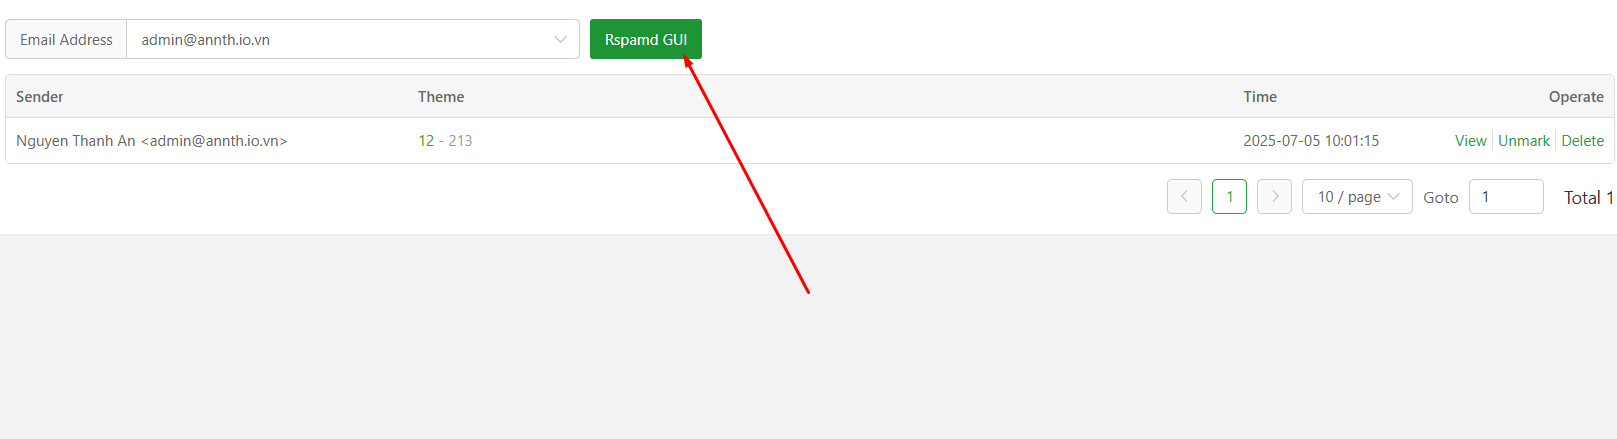 Email Address admin@annth.io.vn Rspamd GUI
Sender Theme Time Operate
Nguyen Thanh An <admin@annth.io.vn> 12 - 213 2025-07-05 10:01:15 View Unmark Delete
1 10 / page Goto 1 Total 1